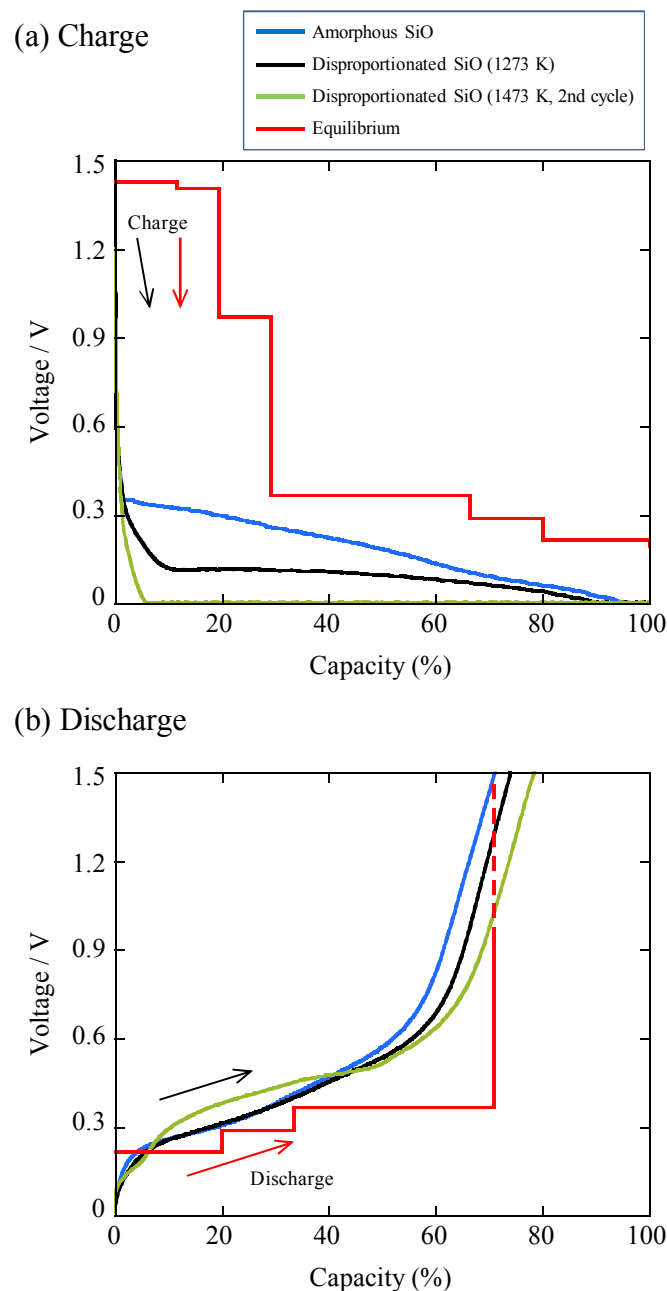 (a) Charge
Amorphous SiO
Disproportionated SiO (1273 K)
Disproportionated SiO (1473 K, 2nd cycle)
Equilibrium
1.5
1.2
0.9
0.6
0.3
0
Voltage / V
Charge
0 20 40 60 80 100
Capacity (%)
(b) Discharge
1.5
1.2
0.9
0.6
0.3
0
Voltage / V
Discharge
0 20 40 60 80 100
Capacity (%)